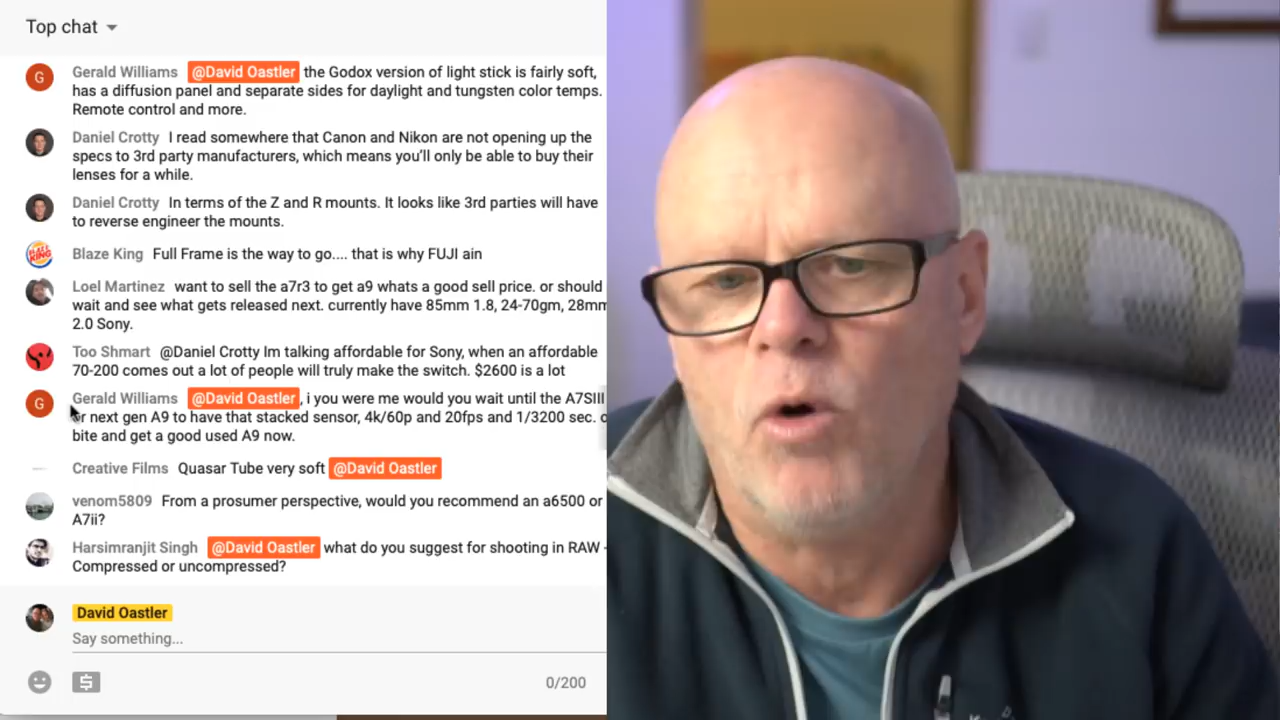 Top chat
G
Gerald Williams @David Oastler the Godox version of light stick is fairly soft,
has a diffusion panel and separate sides for daylight and tungsten color temps.
Remote control and more.
Daniel Crotty I read somewhere that Canon and Nikon are not opening up the
specs to 3rd party manufacturers, which means you'll only be able to buy their
lenses for a while.
Daniel Crotty In terms of the Z and R mounts. It looks like 3rd parties will have
to reverse engineer the mounts.
Blaze King Full Frame is the way to go.... that is why FUJI ain
Loel Martinez want to sell the a7r3 to get a9 whats a good sell price. or should
wait and see what gets released next. currently have 85mm 1.8, 24-70gm, 28mm
2.0 Sony.
Too Shmart @Daniel Crotty Im talking affordable for Sony, when an affordable
70-200 comes out a lot of people will truly make the switch. $2600 is a lot
G
Gerald Williams @David Oastler, i you were me would you wait until the A7SIII
or next gen A9 to have that stacked sensor, 4k/60p and 20fps and 1/3200 sec.
bite and get a good used A9 now.
Creative Films Quasar Tube very soft @David Oastler
venom5809 From a prosumer perspective, would you recommend an a6500 or
A7ii?
Harsimranjit Singh @David Oastler what do you suggest for shooting in RAW -
Compressed or uncompressed?
David Oastler
Say something...
$ 0/200